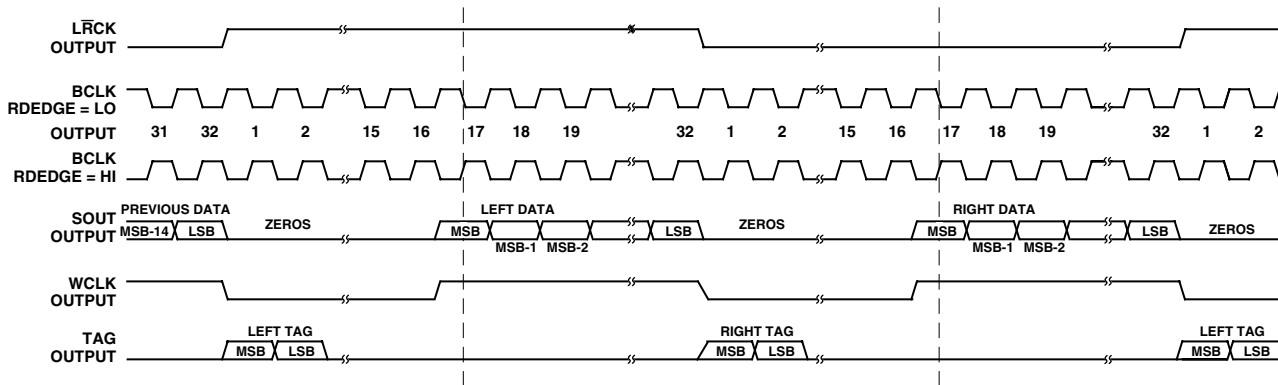 LRCK
OUTPUT
BCLK
RDEDGE = LO
OUTPUT 31 32 1 2 15 16 17 18 19 32 1 2 15 16 17 18 19 32 1 2
BCLK
RDEDGE = HI
SOUT
OUTPUT
PREVIOUS DATA LEFT DATA RIGHT DATA
MSB-14 LSB ZEROS MSB LSB ZEROS MSB LSB ZEROS
MSB-1 MSB-2 MSB-1 MSB-2
WCLK
OUTPUT
TAG
OUTPUT
LEFT TAG RIGHT TAG LEFT TAG
MSB LSB MSB LSB MSB LSB